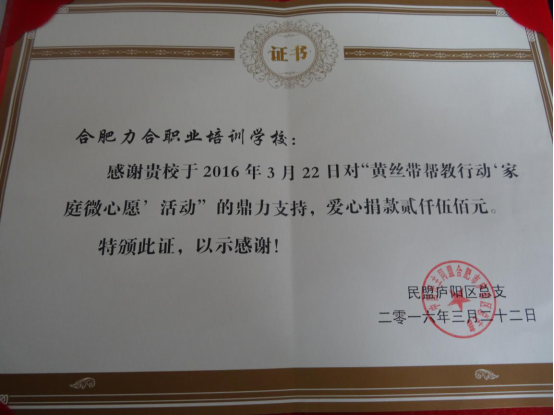 证书
合肥力合职业培训学校：
感谢贵校于2016年3月22日对“黄丝带帮教行动‘家
庭微心愿’活动”的鼎力支持，爱心捐款贰仟伍佰元。
特颁此证，以示感谢！
民盟庐阳区总支
二零一六年三月二十二日